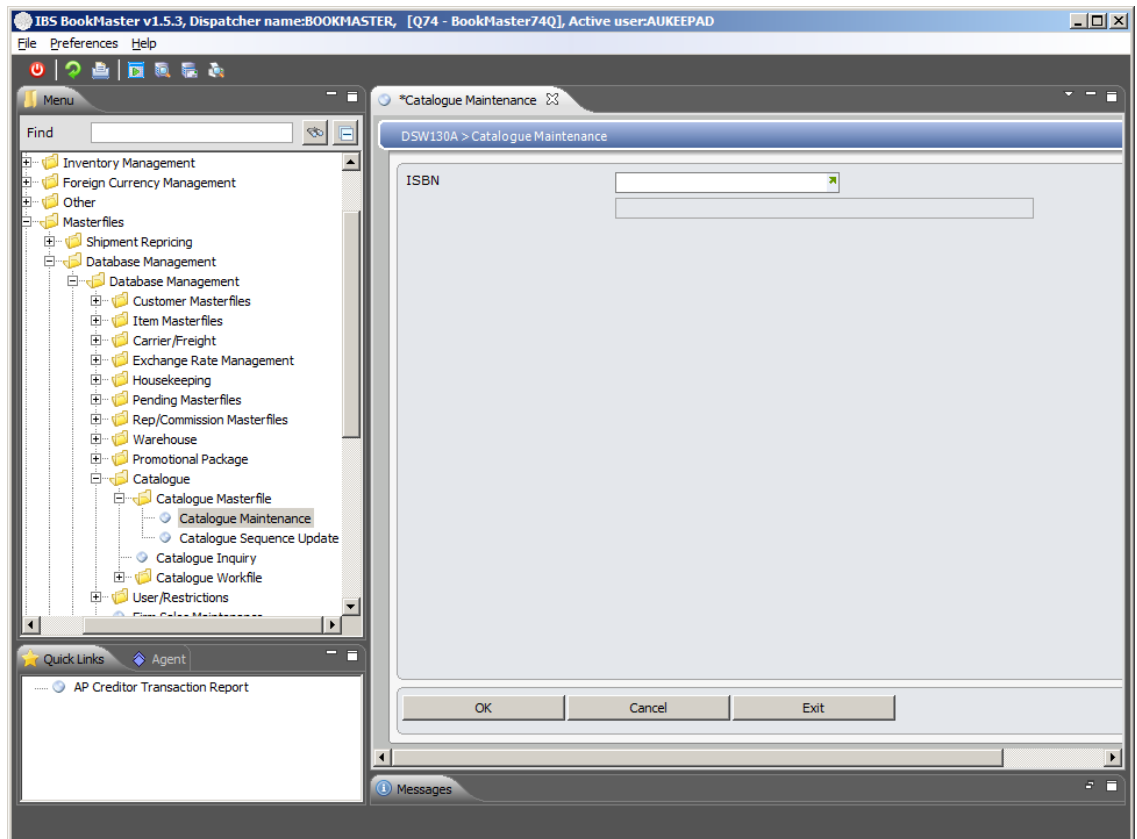 IBS BookMaster v1.5.3, Dispatcher name:BOOKMASTER, [Q74 - BookMaster74Q], Active user:AUKEEPAD
File Preferences Help
Menu
Find
Inventory Management
Foreign Currency Management
Other
Masterfiles
Shipment Repricing
Database Management
Database Management
Customer Masterfiles
Item Masterfiles
Carrier/Freight
Exchange Rate Management
Housekeeping
Pending Masterfiles
Rep/Commission Masterfiles
Warehouse
Promotional Package
Catalogue
Catalogue Masterfile
Catalogue Maintenance
Catalogue Sequence Update
Catalogue Inquiry
Catalogue Workfile
User/Restrictions
Firm Sales Maintenance
Quick Links Agent
AP Creditor Transaction Report
*Catalogue Maintenance
DSW130A > Catalogue Maintenance
ISBN
OK Cancel Exit
Messages